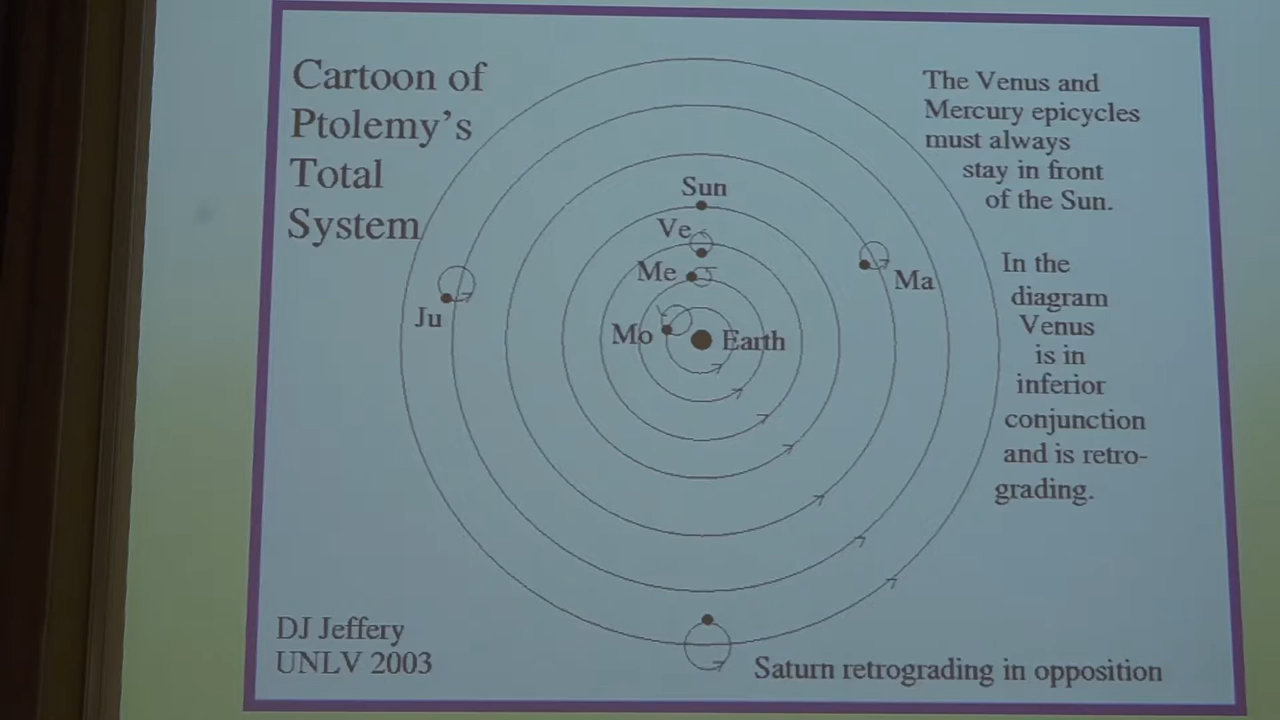 Cartoon of
Ptolemy's
Total
System
The Venus and
Mercury epicycles
must always
stay in front
of the Sun.
Sun
Ve
Me
Mo
Earth
Ma
Ju
In the
diagram
Venus
is in
inferior
conjunction
and is retro-
grading.
DJ Jeffery
UNLV 2003
Saturn retrograding in opposition